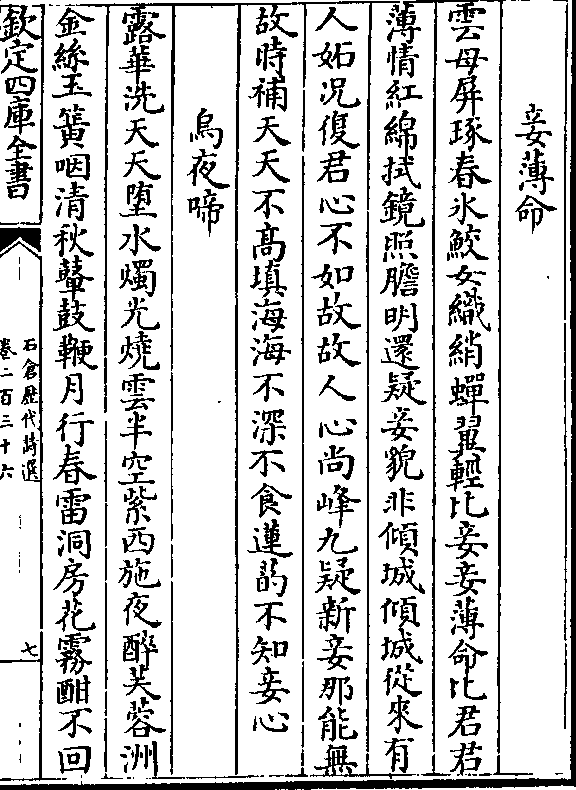 妾薄命
雲母屏琢春氷鮫女織綃蟬翼輕比妾妾薄命比君君
薄情紅綿拭鏡照膽明還疑妾貌非傾城傾城從來有
人妬况復君心不如故故人心尚峰九疑新妾那能無
故時補天天不髙填海海不深不食蓮菂不知妾心
烏夜啼
露華洗天天墮水燭光燒雲半空紫西施夜醉芙蓉洲
金絲玉簧咽清秋鼙鼓鞭月行春雷洞房花霧酣不回
欽定四庫全書
石倉歴代詩選
卷二百三十六
七